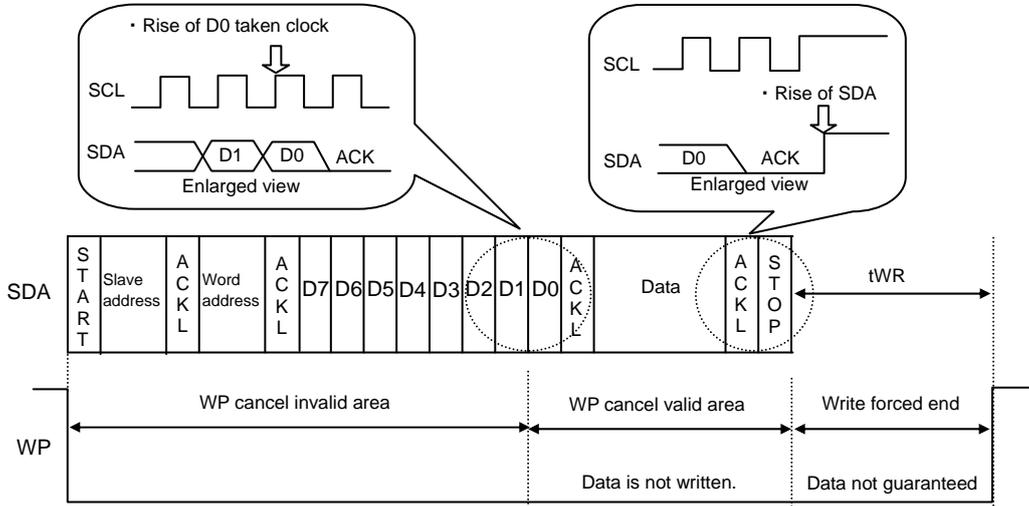 ・ Rise of D0 taken clock
SCL
SDA
D1
D0
ACK
Enlarged view
SCL
・ Rise of SDA
SDA
D0
ACK
Enlarged view
SDA
START
Slave
address
ACKL
Word
address
ACKL
D7
D6
D5
D4
D3
D2
D1
D0
ACKL
Data
ACKL
STOP
tWR
WP
WP cancel invalid area
WP cancel valid area
Write forced end
Data is not written.
Data not guaranteed